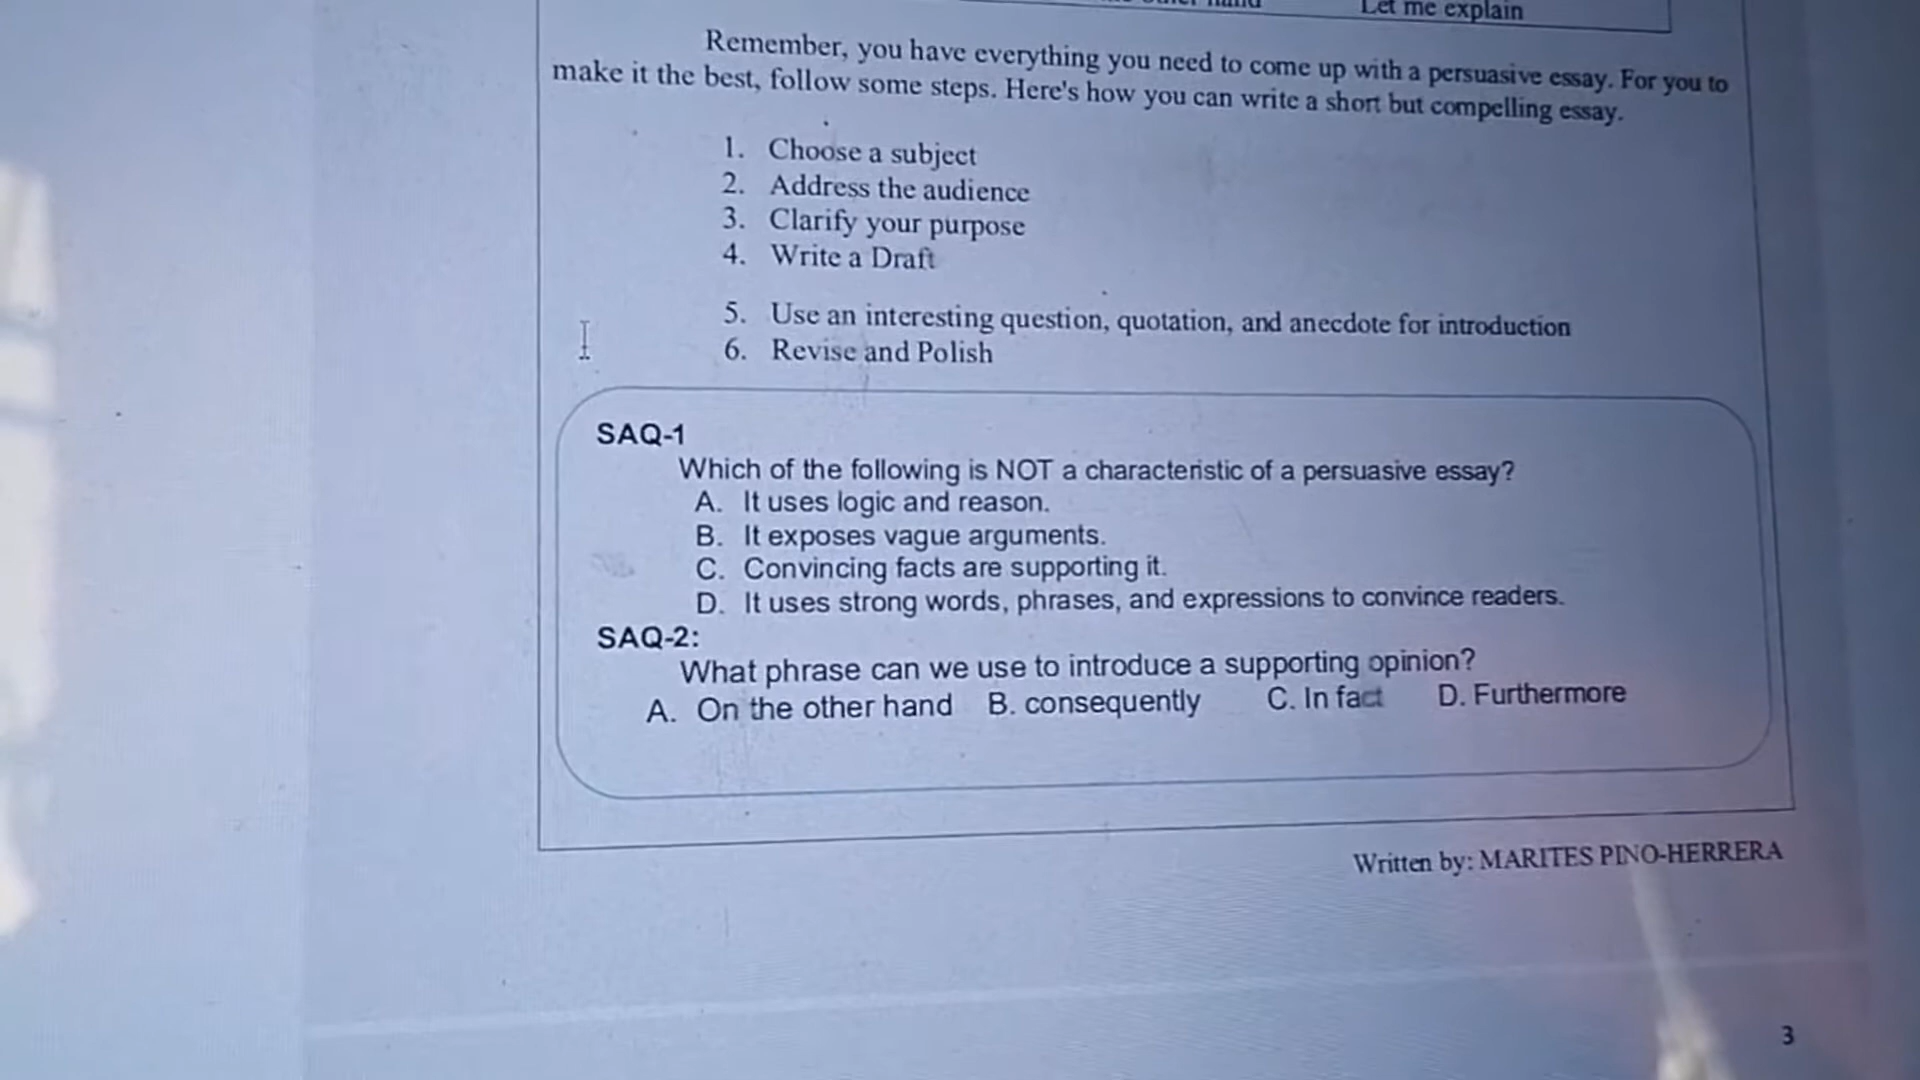 Let me explain
Remember, you have everything you need to come up with a persuasive essay. For you to
make it the best, follow some steps. Here's how you can write a short but compelling essay.
1. Choose a subject
2. Address the audience
3. Clarify your purpose
4. Write a Draft
5. Use an interesting question, quotation, and anecdote for introduction
6. Revise and Polish
SAQ-1
Which of the following is NOT a characteristic of a persuasive essay?
A. It uses logic and reason.
B. It exposes vague arguments.
C. Convincing facts are supporting it.
D. It uses strong words, phrases, and expressions to convince readers.
SAQ-2:
What phrase can we use to introduce a supporting opinion?
A. On the other hand B. consequently C. In fact D. Furthermore
Written by: MARITES PINO-HERRERA
3